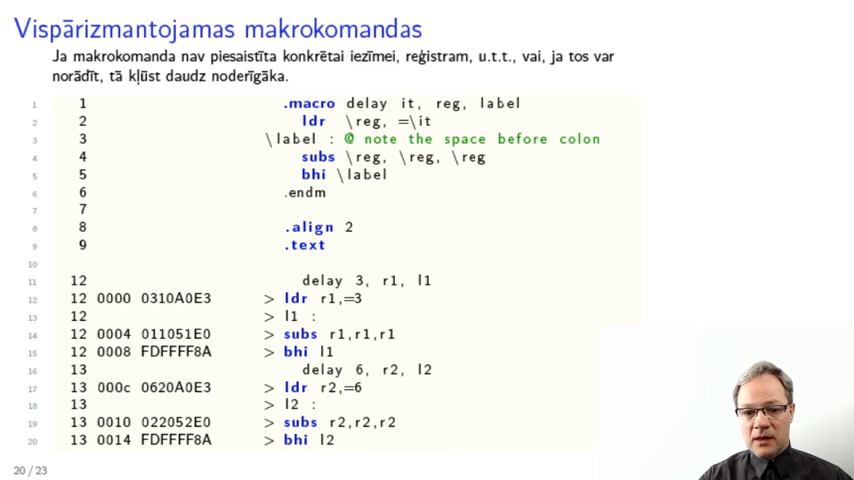 Vispārizmantojamas makrokomandas
Ja makrokomanda nav piesaistīta konkrētai iezīmei, reģistram, u.t.t., vai, ja tos var
norādīt, tā kļūst daudz noderīgāka.
1 1 .macro delay it, reg, label
2 2 ldr \reg, =\it
3 3 \label : @ note the space before colon
4 4 subs \reg, \reg, \reg
5 5 bhi \label
6 6 .endm
7 7
8 8 .align 2
9 9 .text
10
11 12 delay 3, r1, l1
12 12 0000 0310A0E3 > ldr r1,=3
13 12 > l1 :
14 12 0004 011051E0 > subs r1,r1,r1
15 12 0008 FDFFFF8A > bhi l1
16 13 delay 6, r2, l2
17 13 000c 0620A0E3 > ldr r2,=6
18 13 > l2 :
19 13 0010 022052E0 > subs r2,r2,r2
20 13 0014 FDFFFF8A > bhi l2
20 / 23